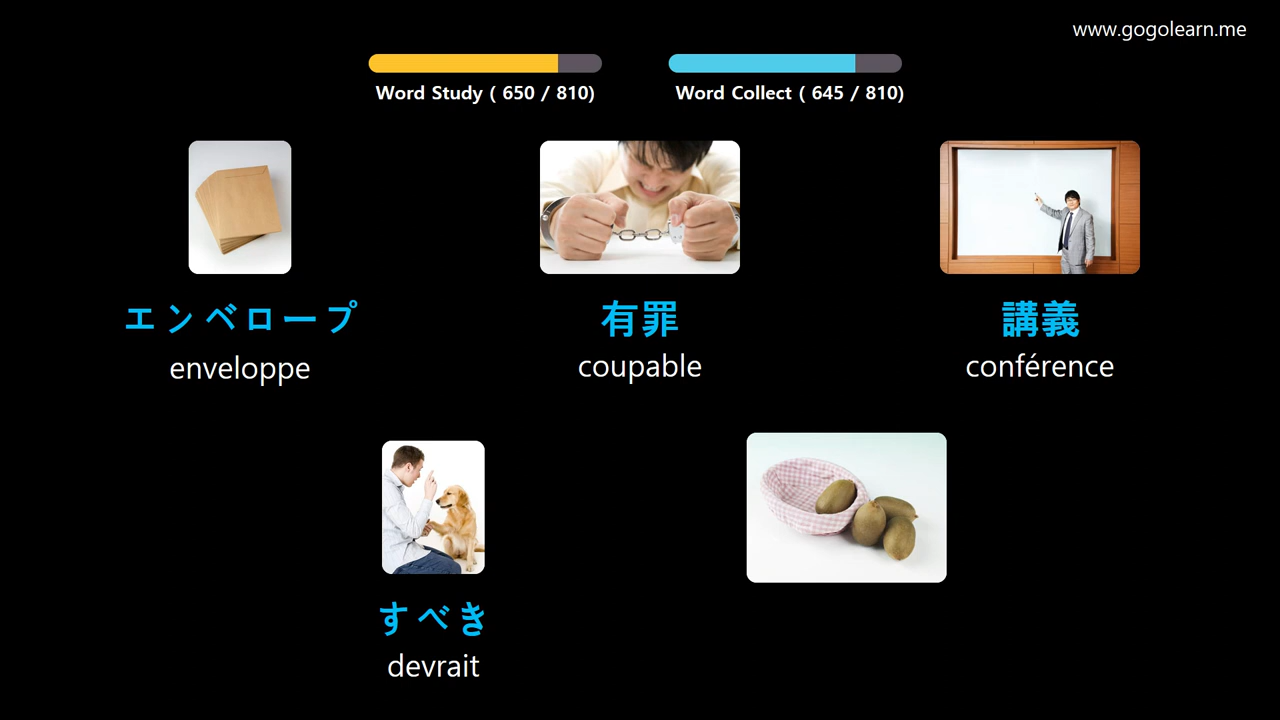 www.gogolearn.me
Word Study ( 650 / 810)
Word Collect ( 645 / 810)
エンベロープ
enveloppe
有罪
coupable
講義
conférence
すべき
devrait